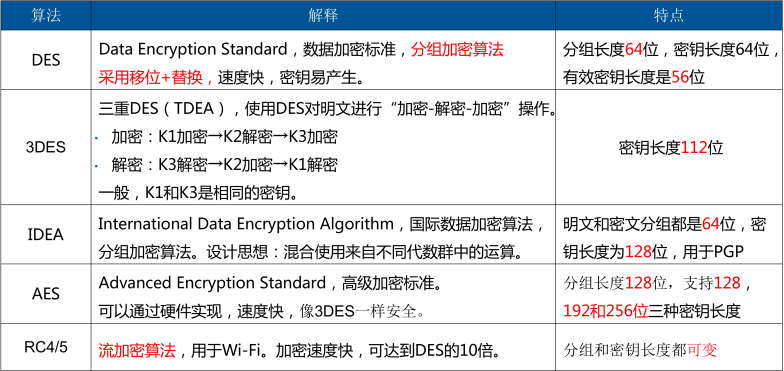 算法 解释 特点
DES
Data Encryption Standard，数据加密标准，分组加密算法
采用移位+替换，速度快，密钥易产生。
分组长度64位，密钥长度64位，
有效密钥长度是56位
3DES
三重DES（TDEA），使用DES对明文进行“加密-解密-加密”操作。
• 加密：K1加密→K2解密→K3加密
• 解密：K3解密→K2加密→K1解密
一般，K1和K3是相同的密钥。
密钥长度112位
IDEA
International Data Encryption Algorithm，国际数据加密算法，
分组加密算法。设计思想：混合使用来自不同代数群中的运算。
明文和密文分组都是64位，密
钥长度为128位，用于PGP
AES
Advanced Encryption Standard，高级加密标准。
可以通过硬件实现，速度快，像3DES一样安全。
分组长度128位，支持128，
192和256位三种密钥长度
RC4/5
流加密算法，用于Wi-Fi。加密速度快，可达到DES的10倍。
分组和密钥长度都可变